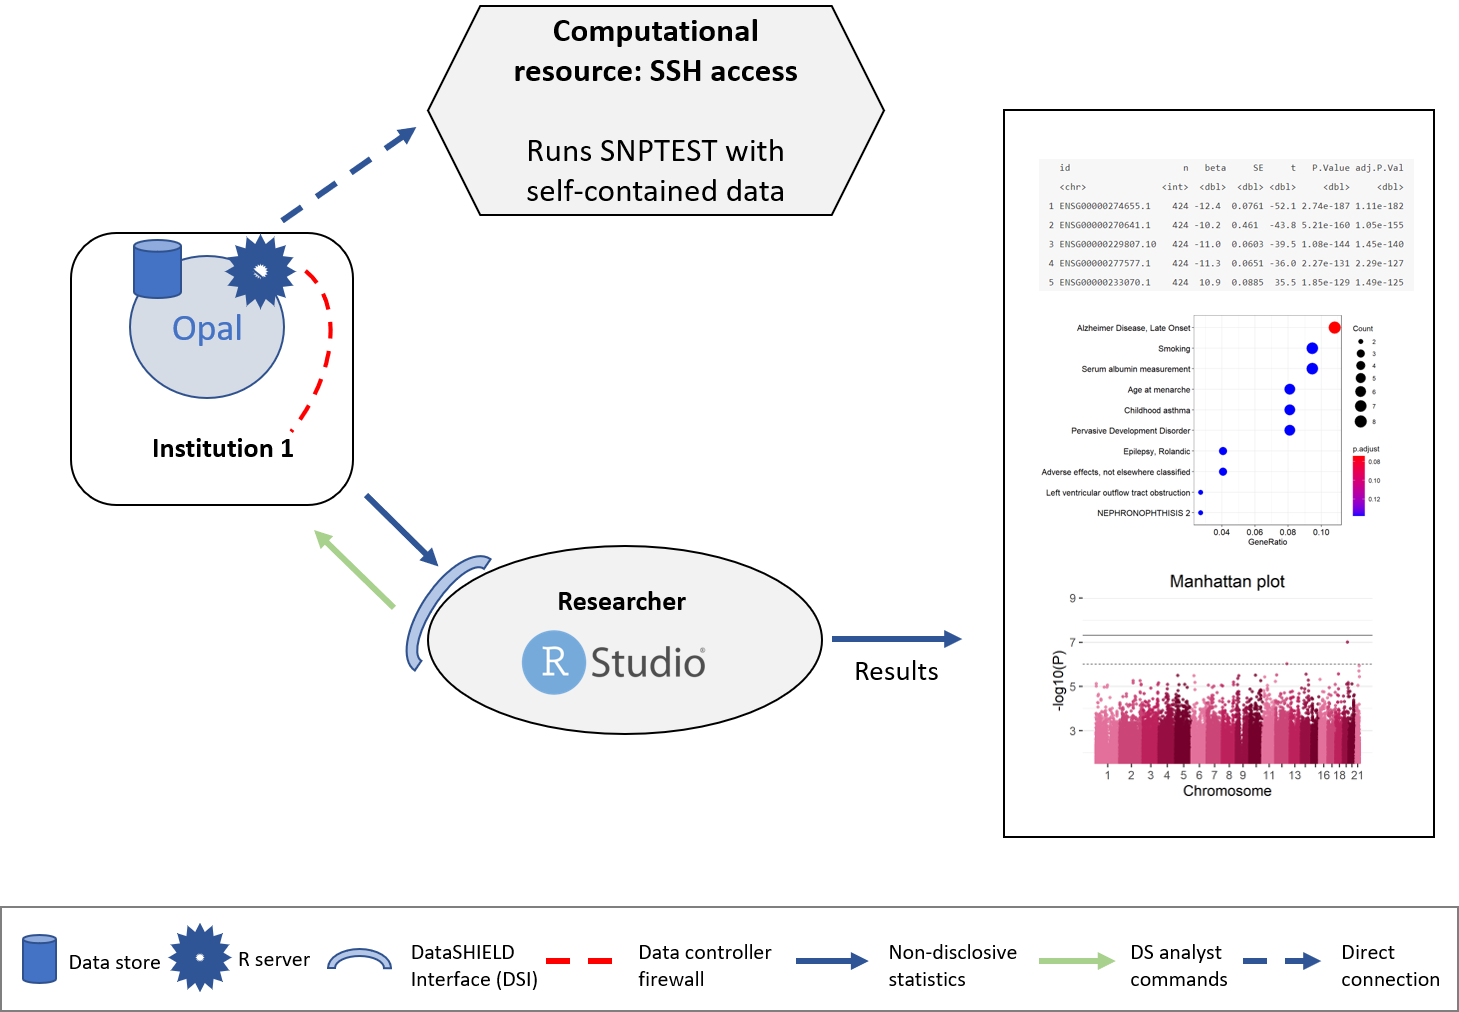 Computational
resource: SSH access
Runs SNPTEST with
self-contained data
Opal
Institution 1
Researcher
R Studio®
Results
id n beta SE t P.Value adj.P.Val
<chr> <int> <dbl> <dbl> <dbl> <dbl> <dbl>
1 ENSG00000274655.1 424 -12.4 0.0761 -52.1 2.74e-187 1.11e-182
2 ENSG00000270641.1 424 -10.2 0.461 -43.8 5.21e-160 1.05e-155
3 ENSG00000229807.10 424 -11.0 0.0603 -39.5 1.08e-144 1.45e-140
4 ENSG00000277577.1 424 -11.3 0.0651 -36.0 2.27e-131 2.29e-127
5 ENSG00000233070.1 424 10.9 0.0885 35.5 1.85e-129 1.49e-125
Alzheimer Disease, Late Onset
Smoking
Serum albumin measurement
Age at menarche
Childhood asthma
Pervasive Development Disorder
Epilepsy, Rolandic
Adverse effects, not elsewhere classified
Left ventricular outflow tract obstruction
NEPHRONOPHTHISIS 2
0.04 0.06 0.08 0.10
GeneRatio
Count
2
3
4
5
6
7
8
p.adjust
0.08
0.10
0.12
Manhattan plot
9
7
5
3
-log10(P)
1 2 3 4 5 6 7 8 9 11 13 16 18 21
Chromosome
Data store
R server
DataSHIELD
Interface (DSI)
Data controller
firewall
Non-disclosive
statistics
DS analyst
commands
Direct
connection